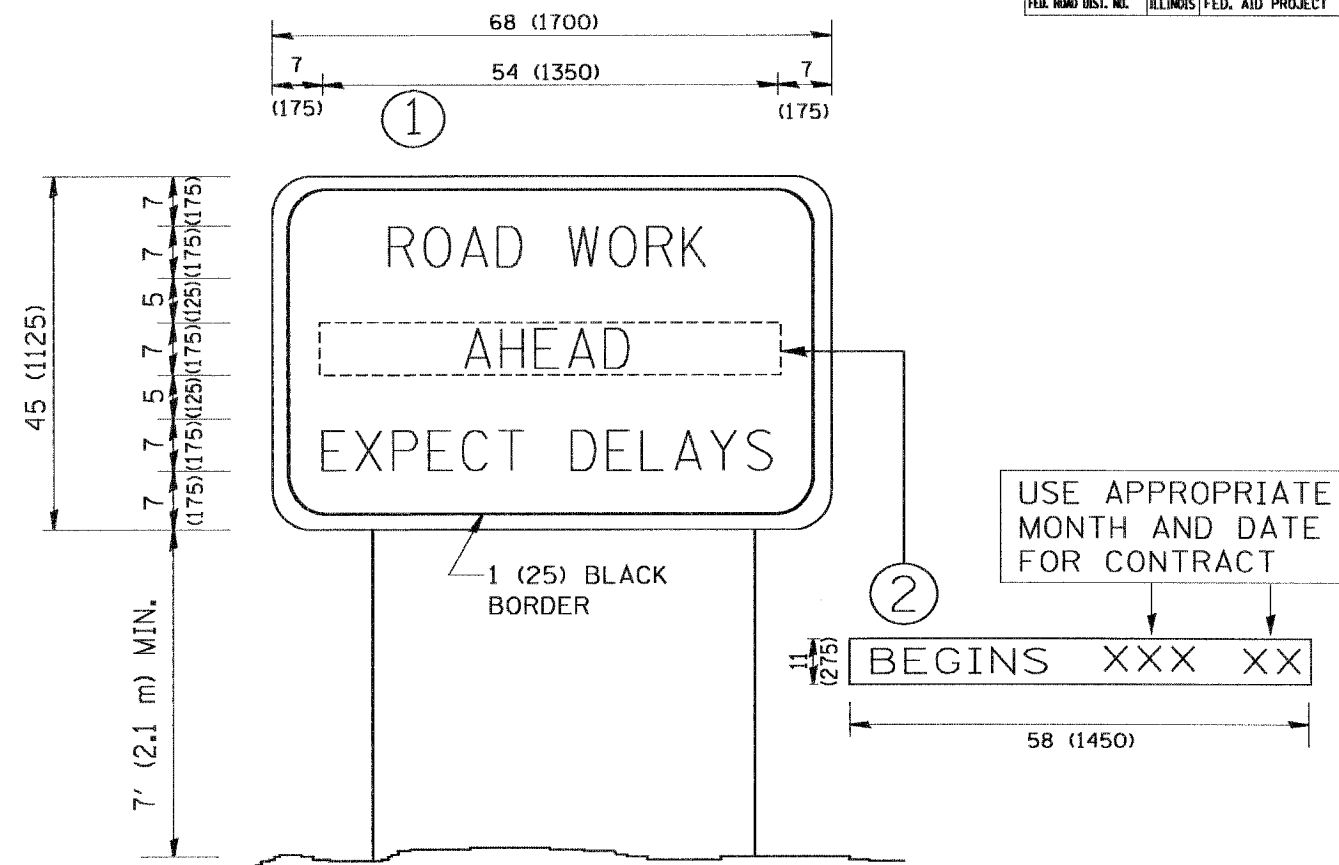 FED. ROAD DIST. NO. ILLINOIS FED. AID PROJECT
68 (1700)
7 54 (1350) 7
(175) (175)
1
45 (1125)
7 (175)
7 (175)
5 (125)
7 (175)
5 (125)
7 (175)
7 (175)
ROAD WORK
AHEAD
EXPECT DELAYS
1 (25) BLACK
BORDER
7' (2.1 m) MIN.
2
USE APPROPRIATE
MONTH AND DATE
FOR CONTRACT
11
(275)
BEGINS XXX XX
58 (1450)